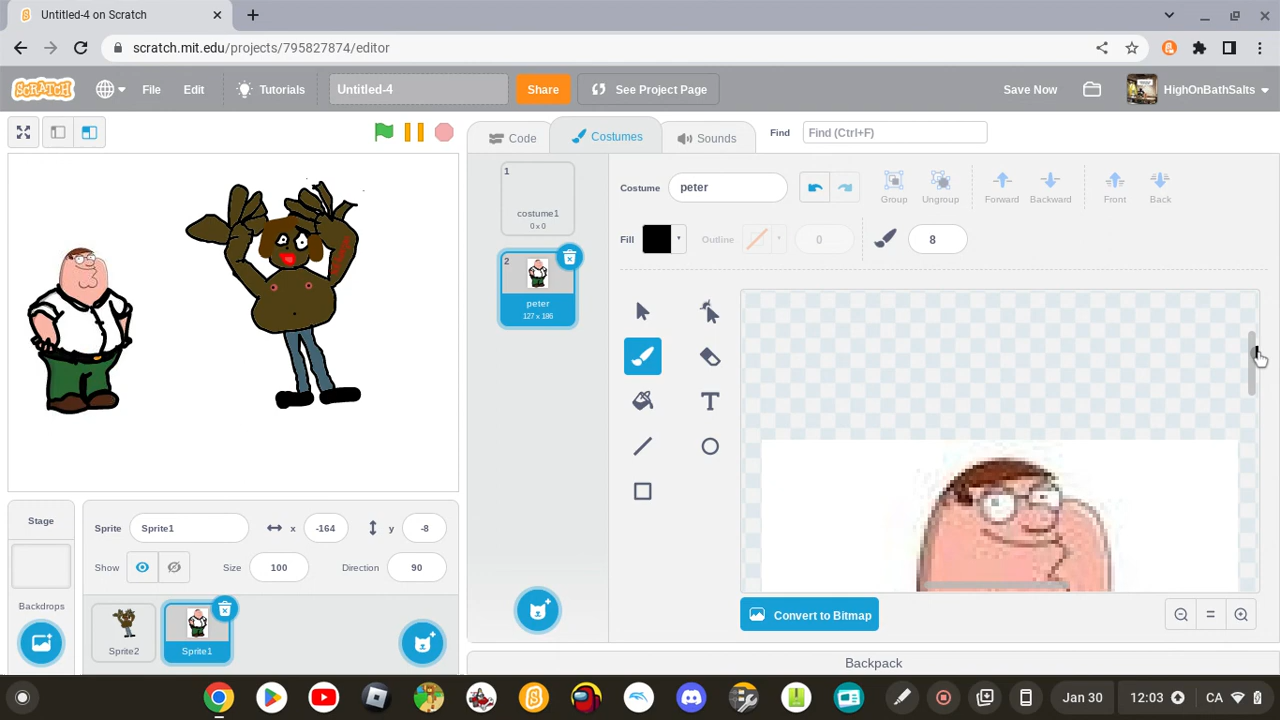 Untitled-4 on Scratch
scratch.mit.edu/projects/795827874/editor
SCRATCH
File
Edit
Tutorials
Untitled-4
Share
See Project Page
Save Now
HighOnBathSalts
Code
Costumes
Sounds
Find
Find (Ctrl+F)
1
costume1
0 x 0
2
peter
127 x 186
Costume
peter
Group
Ungroup
Forward
Backward
Front
Back
Fill
Outline
0
8
Convert to Bitmap
Sprite
Sprite1
x
-164
y
-8
Show
Size
100
Direction
90
Stage
Backdrops
Sprite2
Sprite1
Backpack
Jan 30
12:03
CA